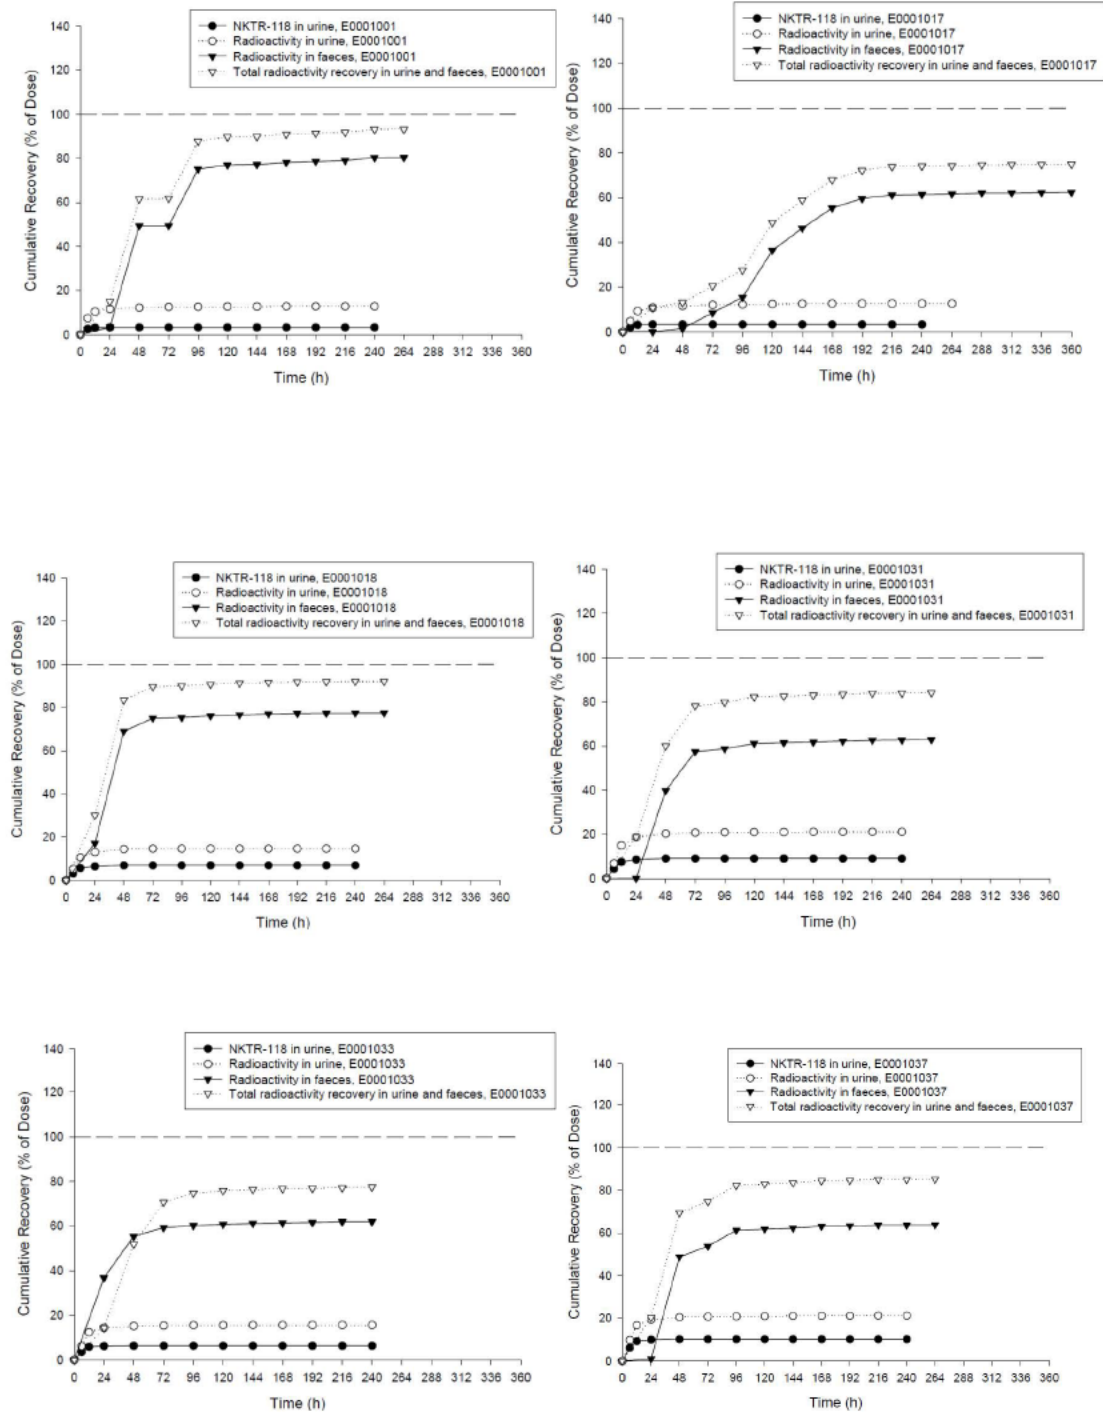 NKTR-118 in urine, E0001001
Radioactivity in urine, E0001001
Radioactivity in faeces, E0001001
Total radioactivity recovery in urine and faeces, E0001001
140
120
100
80
60
40
20
0
Cumulative Recovery (% of Dose)
0 24 48 72 96 120 144 168 192 216 240 264 288 312 336 360
Time (h)
NKTR-118 in urine, E0001017
Radioactivity in urine, E0001017
Radioactivity in faeces, E0001017
Total radioactivity recovery in urine and faeces, E0001017
140
120
100
80
60
40
20
0
Cumulative Recovery (% of Dose)
0 24 48 72 96 120 144 168 192 216 240 264 288 312 336 360
Time (h)
NKTR-118 in urine, E0001018
Radioactivity in urine, E0001018
Radioactivity in faeces, E0001018
Total radioactivity recovery in urine and faeces, E0001018
140
120
100
80
60
40
20
0
Cumulative Recovery (% of Dose)
0 24 48 72 96 120 144 168 192 216 240 264 288 312 336 360
Time (h)
NKTR-118 in urine, E0001031
Radioactivity in urine, E0001031
Radioactivity in faeces, E0001031
Total radioactivity recovery in urine and faeces, E0001031
140
120
100
80
60
40
20
0
Cumulative Recovery (% of Dose)
0 24 48 72 96 120 144 168 192 216 240 264 288 312 336 360
Time (h)
NKTR-118 in urine, E0001033
Radioactivity in urine, E0001033
Radioactivity in faeces, E0001033
Total radioactivity recovery in urine and faeces, E0001033
140
120
100
80
60
40
20
0
Cumulative Recovery (% of Dose)
0 24 48 72 96 120 144 168 192 216 240 264 288 312 336 360
Time (h)
NKTR-118 in urine, E0001037
Radioactivity in urine, E0001037
Radioactivity in faeces, E0001037
Total radioactivity recovery in urine and faeces, E0001037
140
120
100
80
60
40
20
0
Cumulative Recovery (% of Dose)
0 24 48 72 96 120 144 168 192 216 240 264 288 312 336 360
Time (h)